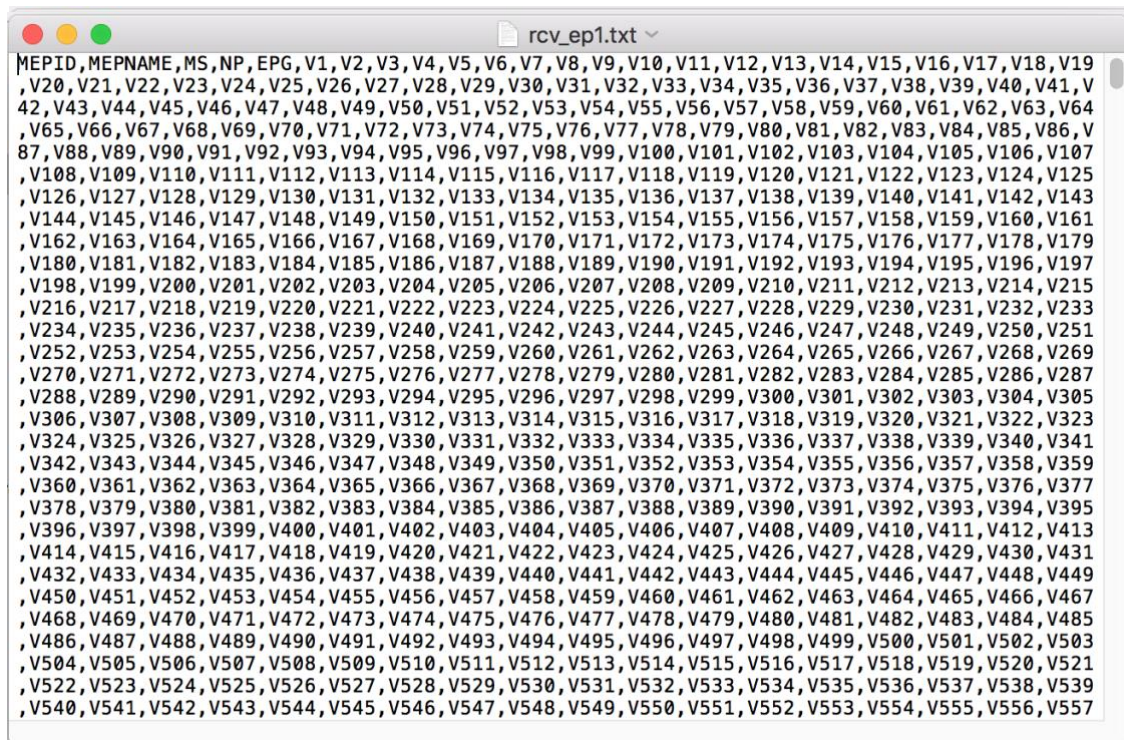 rcv_ep1.txt
MEPID,MEPNAME,MS,NP,EPG,V1,V2,V3,V4,V5,V6,V7,V8,V9,V10,V11,V12,V13,V14,V15,V16,V17,V18,V19
,V20,V21,V22,V23,V24,V25,V26,V27,V28,V29,V30,V31,V32,V33,V34,V35,V36,V37,V38,V39,V40,V41,V
42,V43,V44,V45,V46,V47,V48,V49,V50,V51,V52,V53,V54,V55,V56,V57,V58,V59,V60,V61,V62,V63,V64
,V65,V66,V67,V68,V69,V70,V71,V72,V73,V74,V75,V76,V77,V78,V79,V80,V81,V82,V83,V84,V85,V86,V
87,V88,V89,V90,V91,V92,V93,V94,V95,V96,V97,V98,V99,V100,V101,V102,V103,V104,V105,V106,V107
,V108,V109,V110,V111,V112,V113,V114,V115,V116,V117,V118,V119,V120,V121,V122,V123,V124,V125
,V126,V127,V128,V129,V130,V131,V132,V133,V134,V135,V136,V137,V138,V139,V140,V141,V142,V143
,V144,V145,V146,V147,V148,V149,V150,V151,V152,V153,V154,V155,V156,V157,V158,V159,V160,V161
,V162,V163,V164,V165,V166,V167,V168,V169,V170,V171,V172,V173,V174,V175,V176,V177,V178,V179
,V180,V181,V182,V183,V184,V185,V186,V187,V188,V189,V190,V191,V192,V193,V194,V195,V196,V197
,V198,V199,V200,V201,V202,V203,V204,V205,V206,V207,V208,V209,V210,V211,V212,V213,V214,V215
,V216,V217,V218,V219,V220,V221,V222,V223,V224,V225,V226,V227,V228,V229,V230,V231,V232,V233
,V234,V235,V236,V237,V238,V239,V240,V241,V242,V243,V244,V245,V246,V247,V248,V249,V250,V251
,V252,V253,V254,V255,V256,V257,V258,V259,V260,V261,V262,V263,V264,V265,V266,V267,V268,V269
,V270,V271,V272,V273,V274,V275,V276,V277,V278,V279,V280,V281,V282,V283,V284,V285,V286,V287
,V288,V289,V290,V291,V292,V293,V294,V295,V296,V297,V298,V299,V300,V301,V302,V303,V304,V305
,V306,V307,V308,V309,V310,V311,V312,V313,V314,V315,V316,V317,V318,V319,V320,V321,V322,V323
,V324,V325,V326,V327,V328,V329,V330,V331,V332,V333,V334,V335,V336,V337,V338,V339,V340,V341
,V342,V343,V344,V345,V346,V347,V348,V349,V350,V351,V352,V353,V354,V355,V356,V357,V358,V359
,V360,V361,V362,V363,V364,V365,V366,V367,V368,V369,V370,V371,V372,V373,V374,V375,V376,V377
,V378,V379,V380,V381,V382,V383,V384,V385,V386,V387,V388,V389,V390,V391,V392,V393,V394,V395
,V396,V397,V398,V399,V400,V401,V402,V403,V404,V405,V406,V407,V408,V409,V410,V411,V412,V413
,V414,V415,V416,V417,V418,V419,V420,V421,V422,V423,V424,V425,V426,V427,V428,V429,V430,V431
,V432,V433,V434,V435,V436,V437,V438,V439,V440,V441,V442,V443,V444,V445,V446,V447,V448,V449
,V450,V451,V452,V453,V454,V455,V456,V457,V458,V459,V460,V461,V462,V463,V464,V465,V466,V467
,V468,V469,V470,V471,V472,V473,V474,V475,V476,V477,V478,V479,V480,V481,V482,V483,V484,V485
,V486,V487,V488,V489,V490,V491,V492,V493,V494,V495,V496,V497,V498,V499,V500,V501,V502,V503
,V504,V505,V506,V507,V508,V509,V510,V511,V512,V513,V514,V515,V516,V517,V518,V519,V520,V521
,V522,V523,V524,V525,V526,V527,V528,V529,V530,V531,V532,V533,V534,V535,V536,V537,V538,V539
,V540,V541,V542,V543,V544,V545,V546,V547,V548,V549,V550,V551,V552,V553,V554,V555,V556,V557